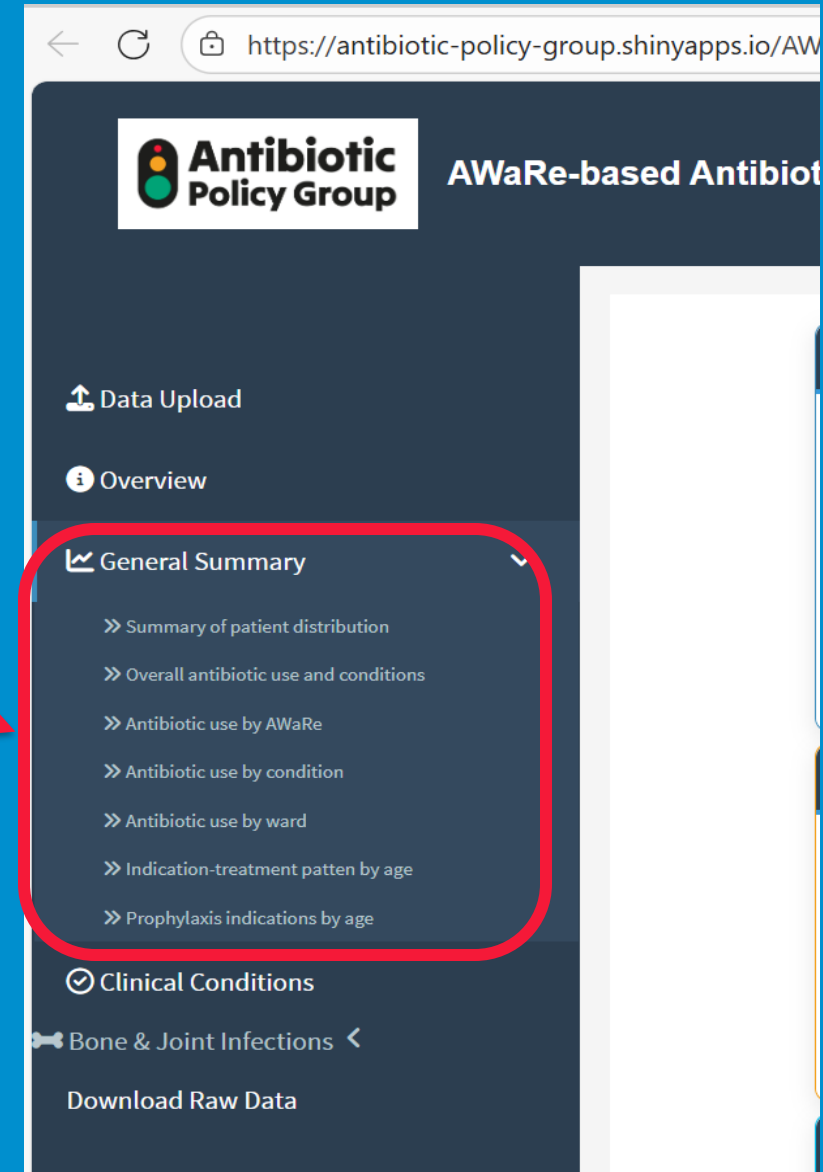 https://antibiotic-policy-group.shinyapps.io/AW
Antibiotic
Policy Group
AWaRe-based Antibiot
Data Upload
Overview
General Summary
Summary of patient distribution
Overall antibiotic use and conditions
Antibiotic use by AWaRe
Antibiotic use by condition
Antibiotic use by ward
Indication-treatment patten by age
Prophylaxis indications by age
Clinical Conditions
Bone & Joint Infections
Download Raw Data